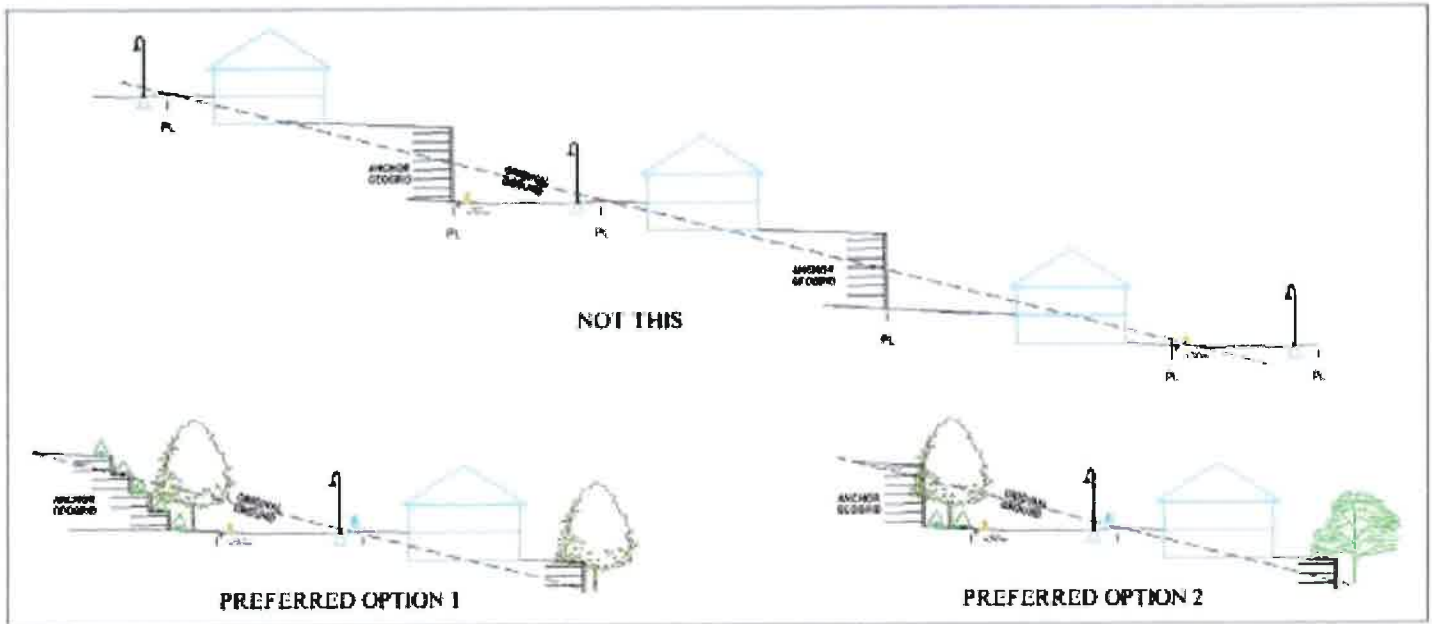 PL
ANCHOR
GEOGRID
ORIGINAL
GROUND
PL
PL
ANCHOR
GEOGRID
NOT THIS
PL
PL
PL
ANCHOR
GEOGRID
ORIGINAL
GROUND
PREFERRED OPTION 1
ANCHOR
GEOGRID
ORIGINAL
GROUND
PREFERRED OPTION 2